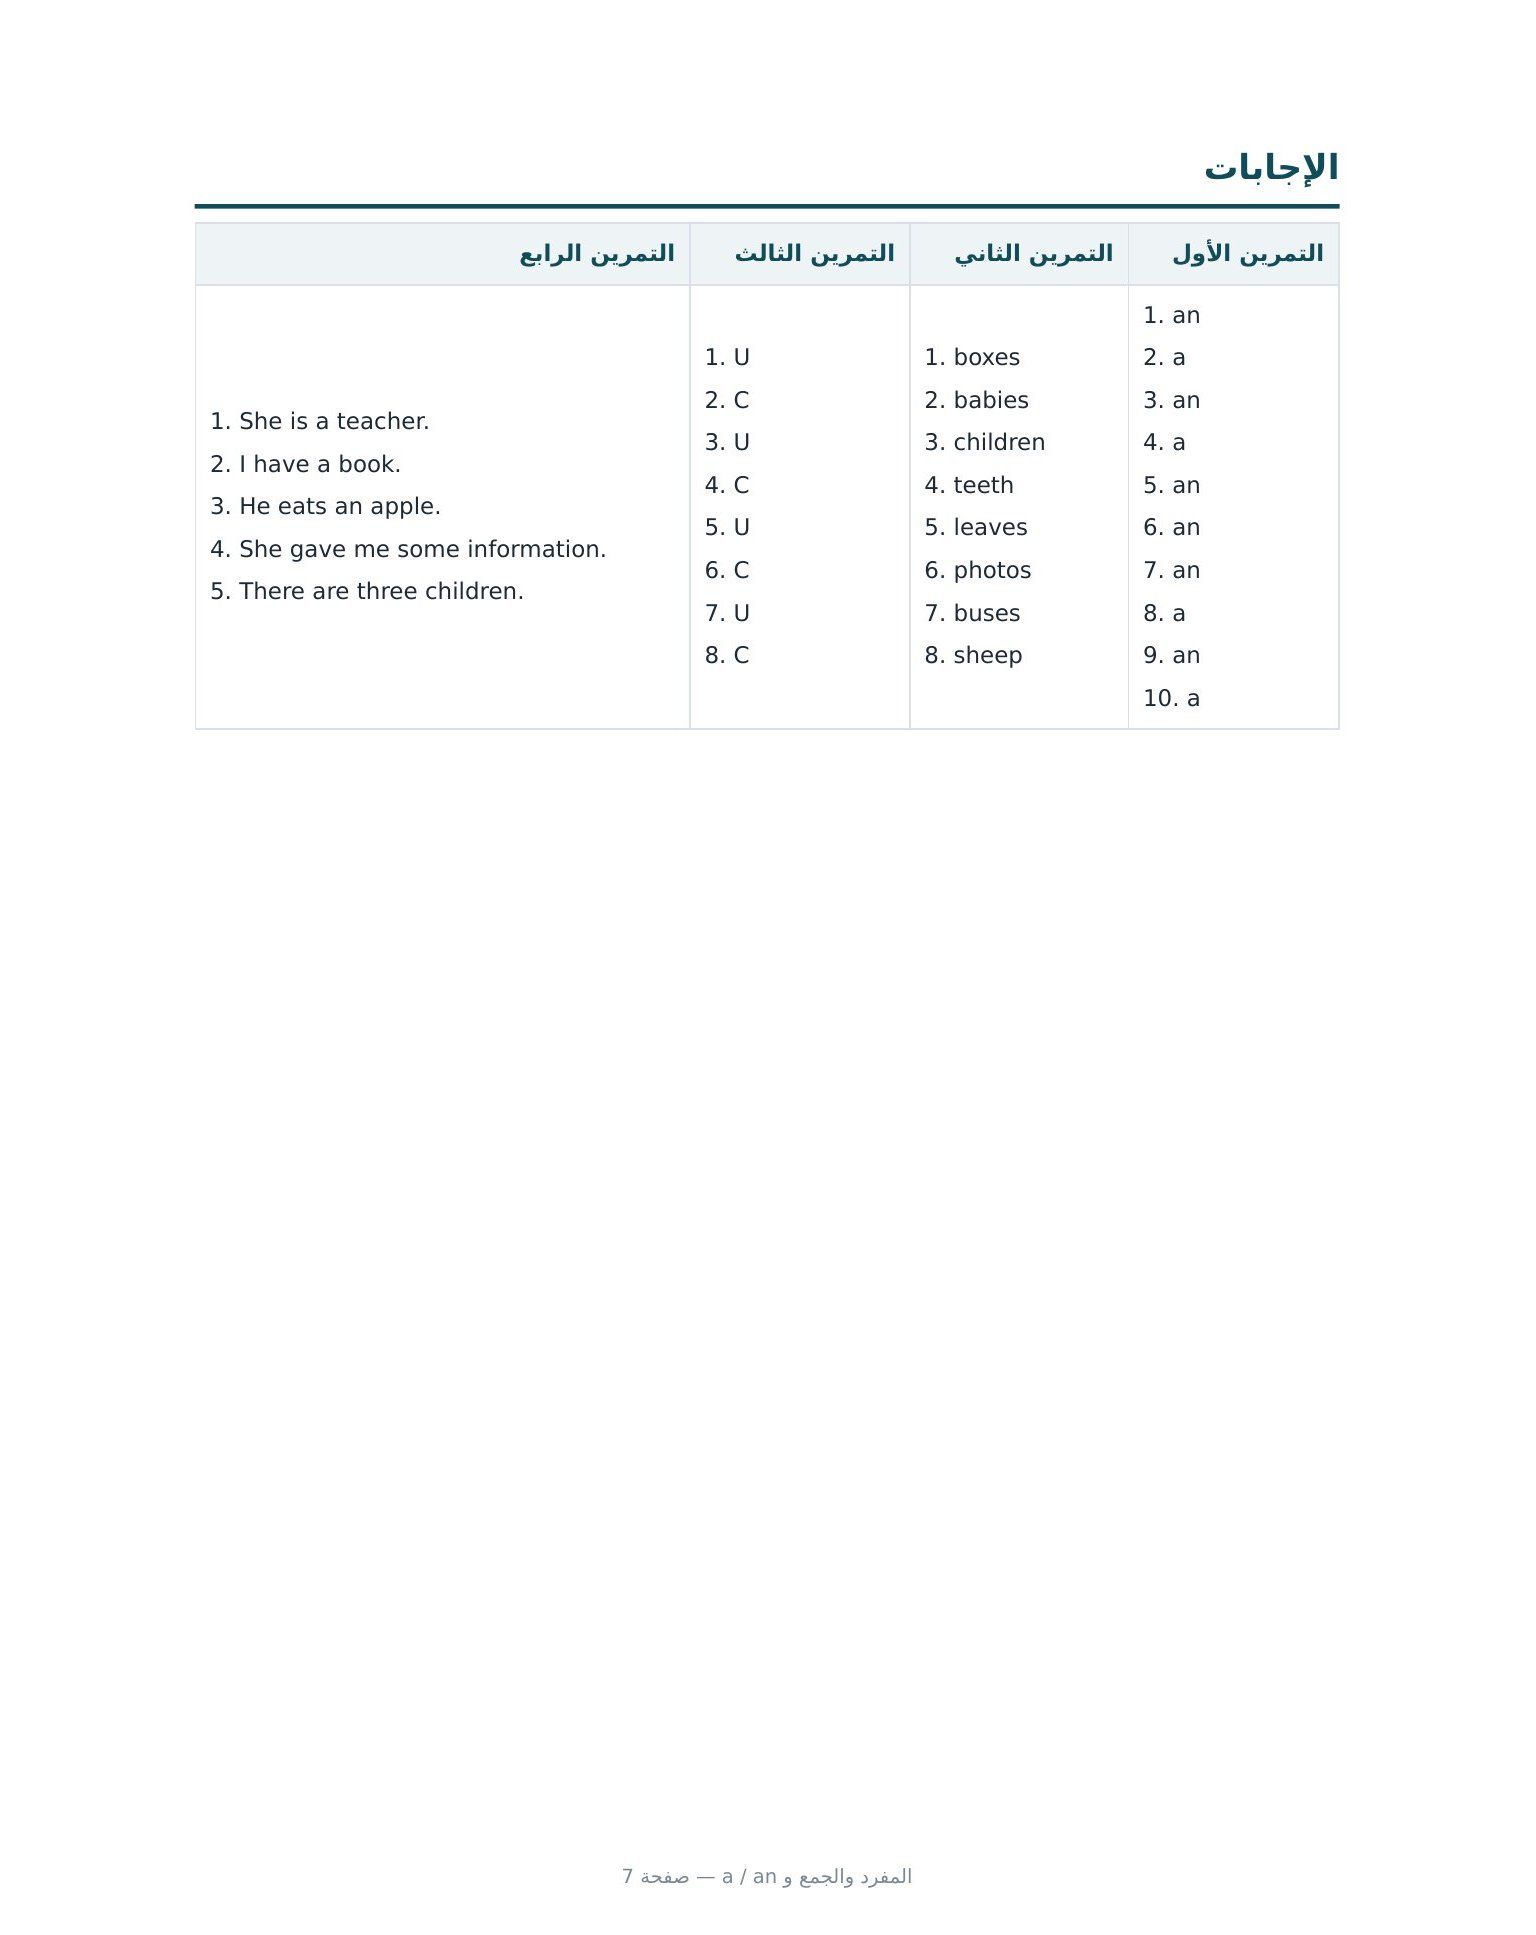 الإجابات
التمرين الأول
التمرين الثاني
التمرين الثالث
التمرين الرابع
1. an
2. a
3. an
4. a
5. an
6. an
7. an
8. a
9. an
10. a
1. boxes
2. babies
3. children
4. teeth
5. leaves
6. photos
7. buses
8. sheep
1. U
2. C
3. U
4. C
5. U
6. C
7. U
8. C
1. She is a teacher.
2. I have a book.
3. He eats an apple.
4. She gave me some information.
5. There are three children.
المفرد والجمع و a / an — صفحة 7